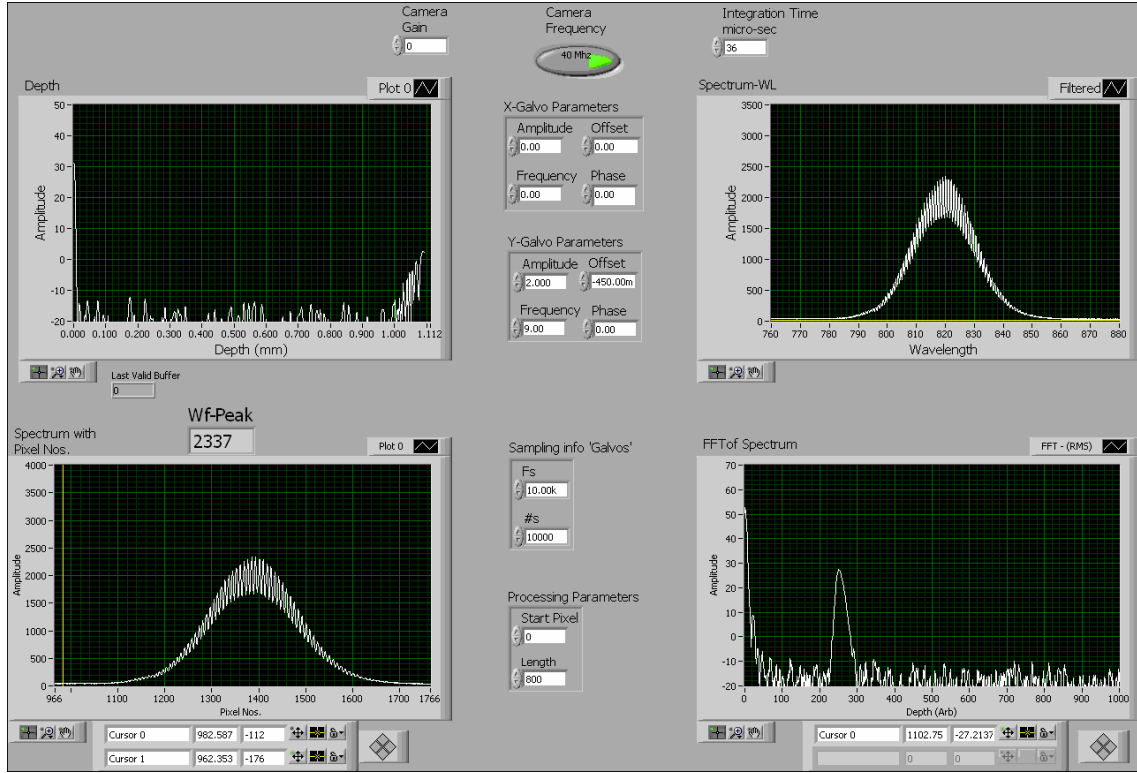 Camera Gain
0
Camera Frequency
40 Mhz
Integration Time micro-sec
36
Depth
Plot 0
Amplitude
50
40
30
20
10
0
-10
-20
0.000 0.100 0.200 0.300 0.400 0.500 0.600 0.700 0.800 0.900 1.000 1.112
Depth (mm)
Last Valid Buffer
0
X-Galvo Parameters
Amplitude Offset
0.00 0.00
Frequency Phase
0.00 0.00
Y-Galvo Parameters
Amplitude Offset
2.000 -450.00m
Frequency Phase
9.00 0.00
Spectrum-WL
Filtered
Amplitude
3500
3000
2500
2000
1500
1000
500
0
760 770 780 790 800 810 820 830 840 850 860 870 880
Wavelength
Wf-Peak
2337
Spectrum with
Pixel Nos.
Plot 0
Amplitude
4000
3500
3000
2500
2000
1500
1000
500
0
966 1100 1200 1300 1400 1500 1600 1700 1766
Pixel Nos.
Cursor 0 982.587 -112
Cursor 1 962.353 -176
Sampling info 'Galvos'
Fs
10.00k
#s
10000
Processing Parameters
Start Pixel
0
Length
800
FFTof Spectrum
FFT - (RMS)
Amplitude
70
60
50
40
30
20
10
0
-10
-20
0 100 200 300 400 500 600 700 800 900 1000
Depth (Arb)
Cursor 0 1102.75 -27.2137
0 0